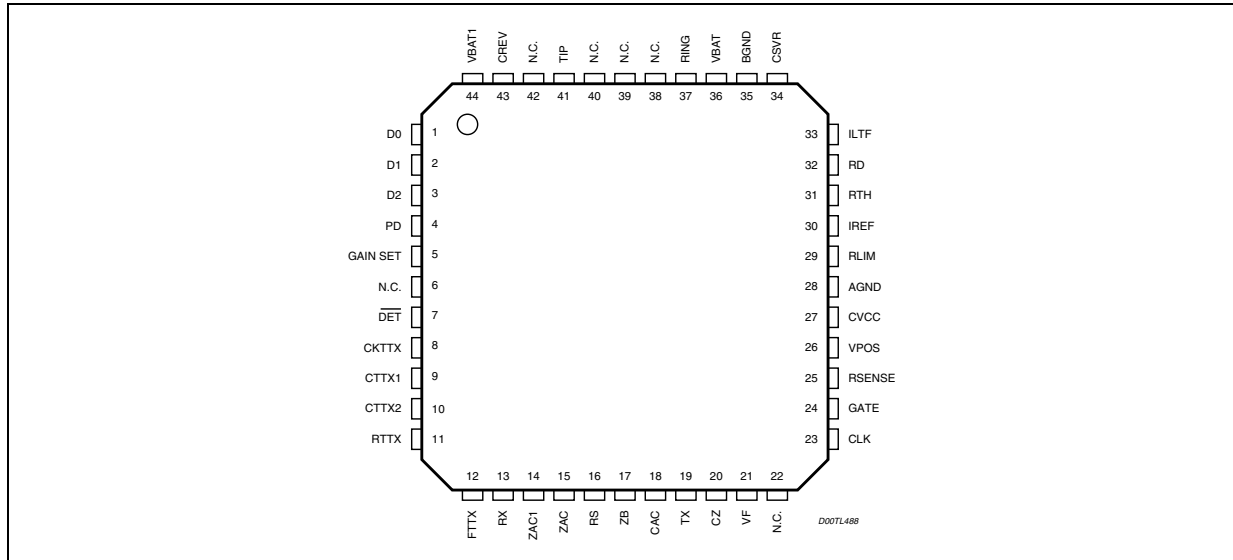 VBAT1 CREV N.C. TIP N.C. N.C. N.C. RING VBAT BGND CSVR
44 43 42 41 40 39 38 37 36 35 34
D0 1 33 ILTF
D1 2 32 RD
D2 3 31 RTH
PD 4 30 IREF
GAIN SET 5 29 RLIM
N.C. 6 28 AGND
DET 7 27 CVCC
CKTTX 8 26 VPOS
CTTX1 9 25 RSENSE
CTTX2 10 24 GATE
RTTX 11 23 CLK
12 13 14 15 16 17 18 19 20 21 22
FTTX RX ZAC1 ZAC RS ZB CAC TX CZ VF N.C.
D00TL488